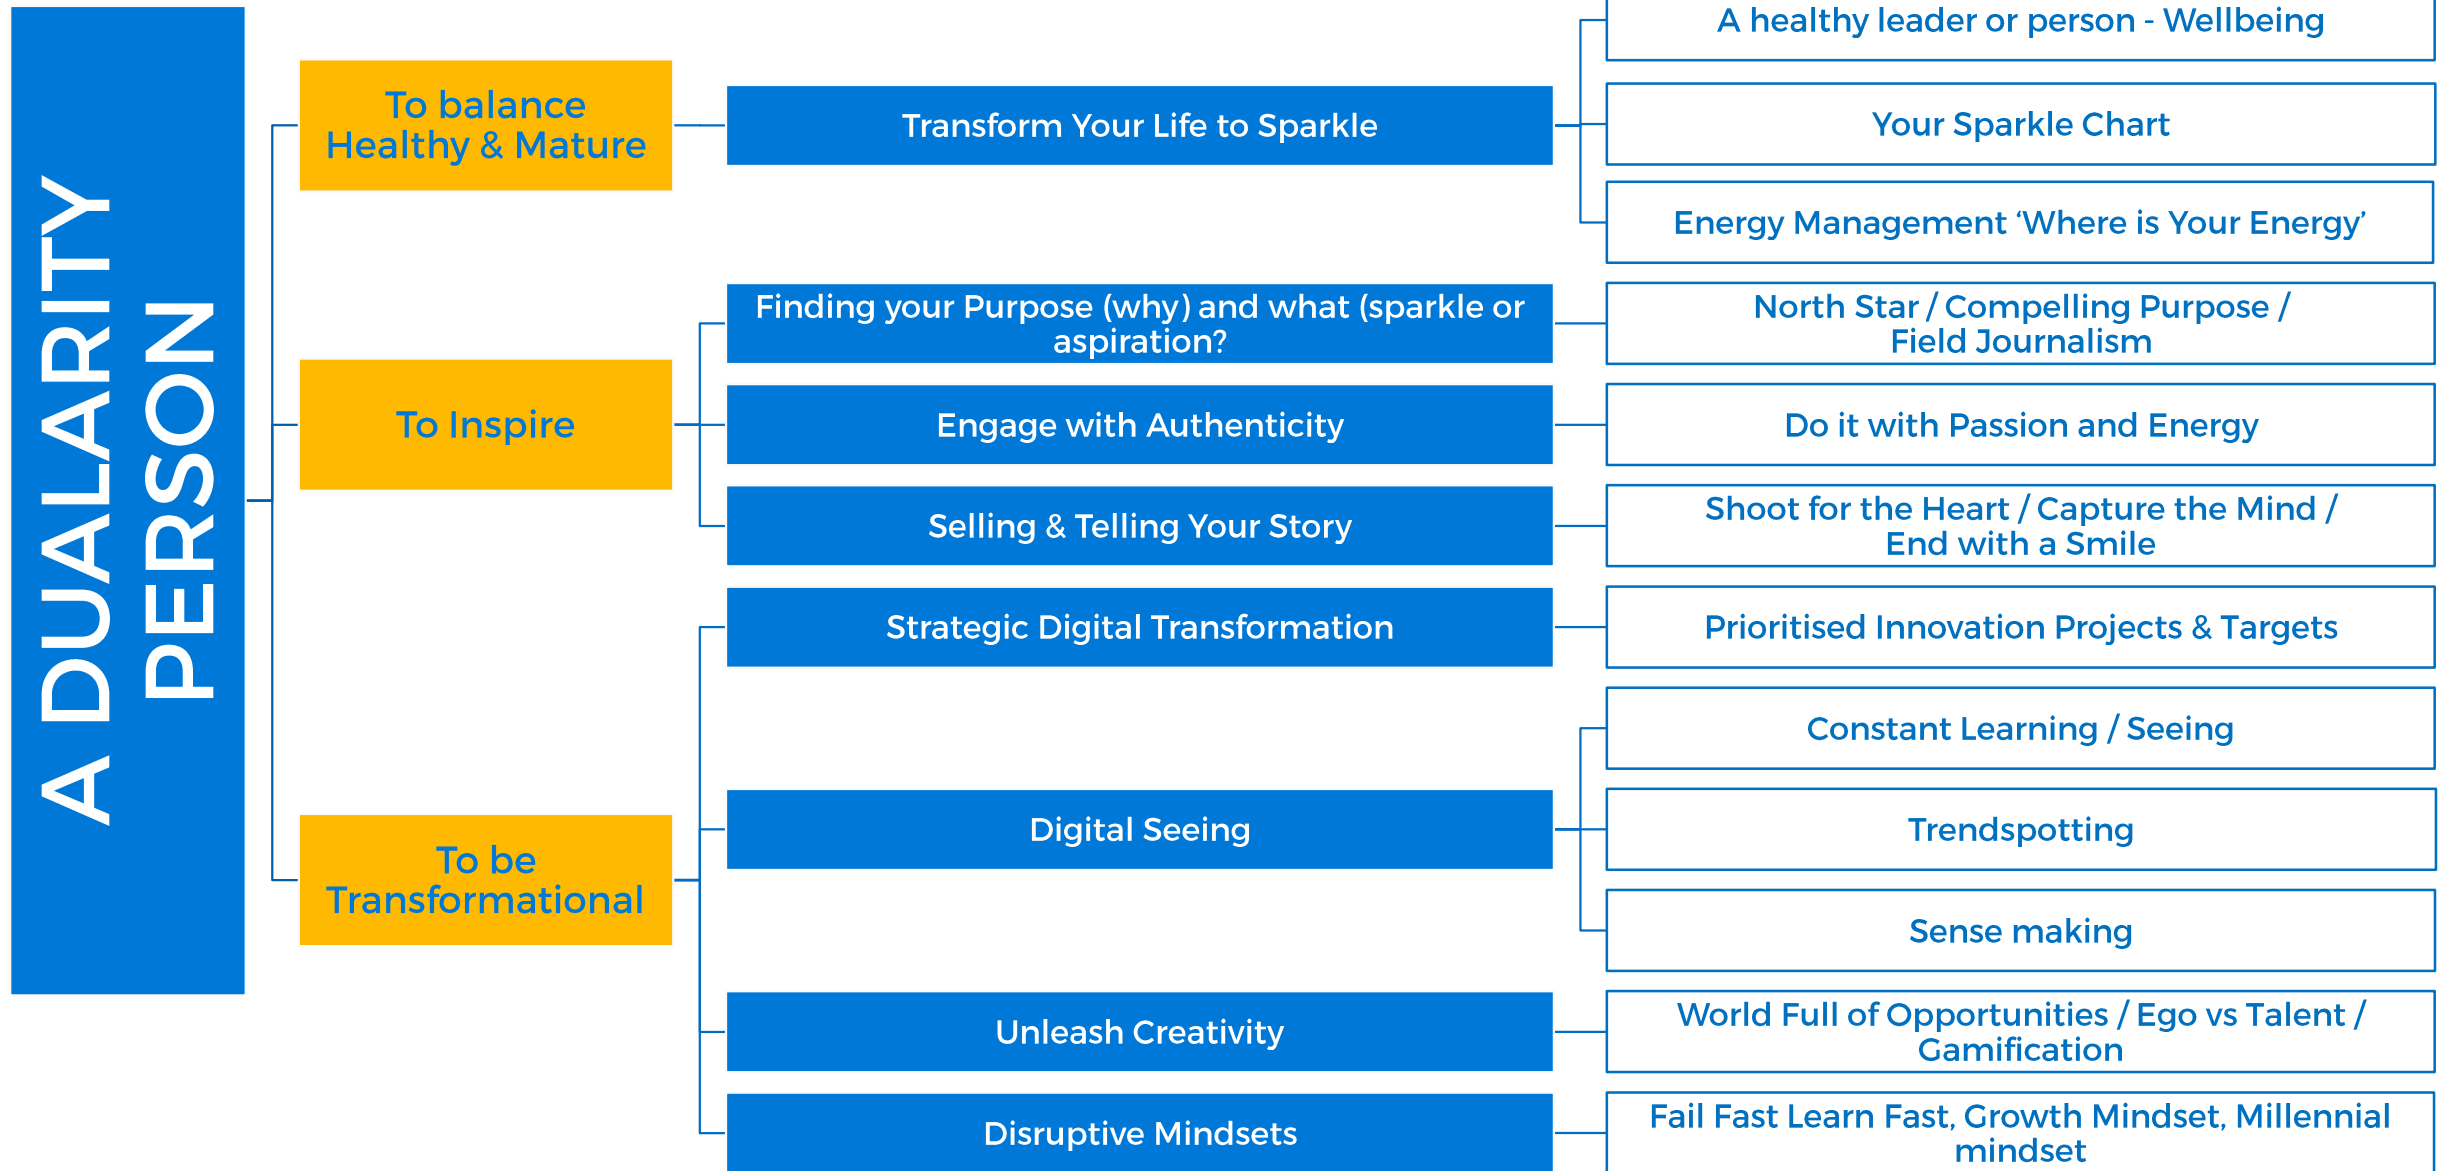 A DUALARITY
PERSON
To balance
Healthy & Mature
Transform Your Life to Sparkle
A healthy leader or person - Wellbeing
Your Sparkle Chart
Energy Management ‘Where is Your Energy’
To Inspire
Finding your Purpose (why) and what (sparkle or
aspiration?
North Star / Compelling Purpose /
Field Journalism
Engage with Authenticity
Do it with Passion and Energy
Selling & Telling Your Story
Shoot for the Heart / Capture the Mind /
End with a Smile
To be
Transformational
Strategic Digital Transformation
Prioritised Innovation Projects & Targets
Digital Seeing
Constant Learning / Seeing
Trendspotting
Sense making
Unleash Creativity
World Full of Opportunities / Ego vs Talent /
Gamification
Disruptive Mindsets
Fail Fast Learn Fast, Growth Mindset, Millennial
mindset